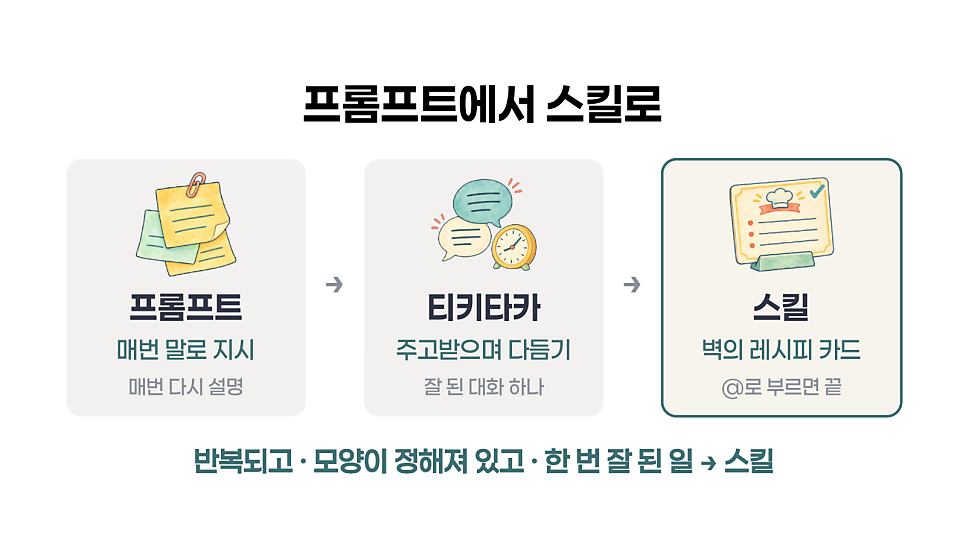 프롬프트에서 스킬로
프롬프트
매번 말로 지시
매번 다시 설명
→
티키타카
주고받으며 다듬기
잘 된 대화 하나
→
스킬
벽의 레시피 카드
@로 부르면 끝
반복되고 · 모양이 정해져 있고 · 한 번 잘 된 일 → 스킬